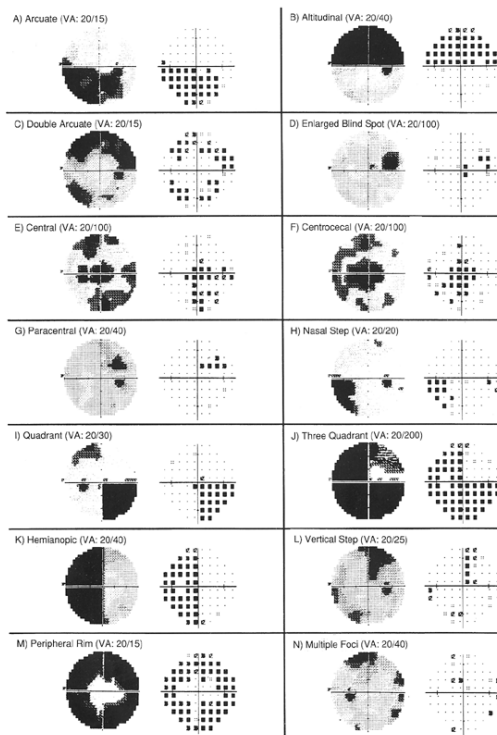 A) Arcuate (VA: 20/15)
B) Altitudinal (VA: 20/40)
C) Double Arcuate (VA: 20/15)
D) Enlarged Blind Spot (VA: 20/100)
E) Central (VA: 20/100)
F) Centrocecal (VA: 20/100)
G) Paracentral (VA: 20/40)
H) Nasal Step (VA: 20/20)
I) Quadrant (VA: 20/30)
J) Three Quadrant (VA: 20/200)
K) Hemianopic (VA: 20/40)
L) Vertical Step (VA: 20/25)
M) Peripheral Rim (VA: 20/15)
N) Multiple Foci (VA: 20/40)